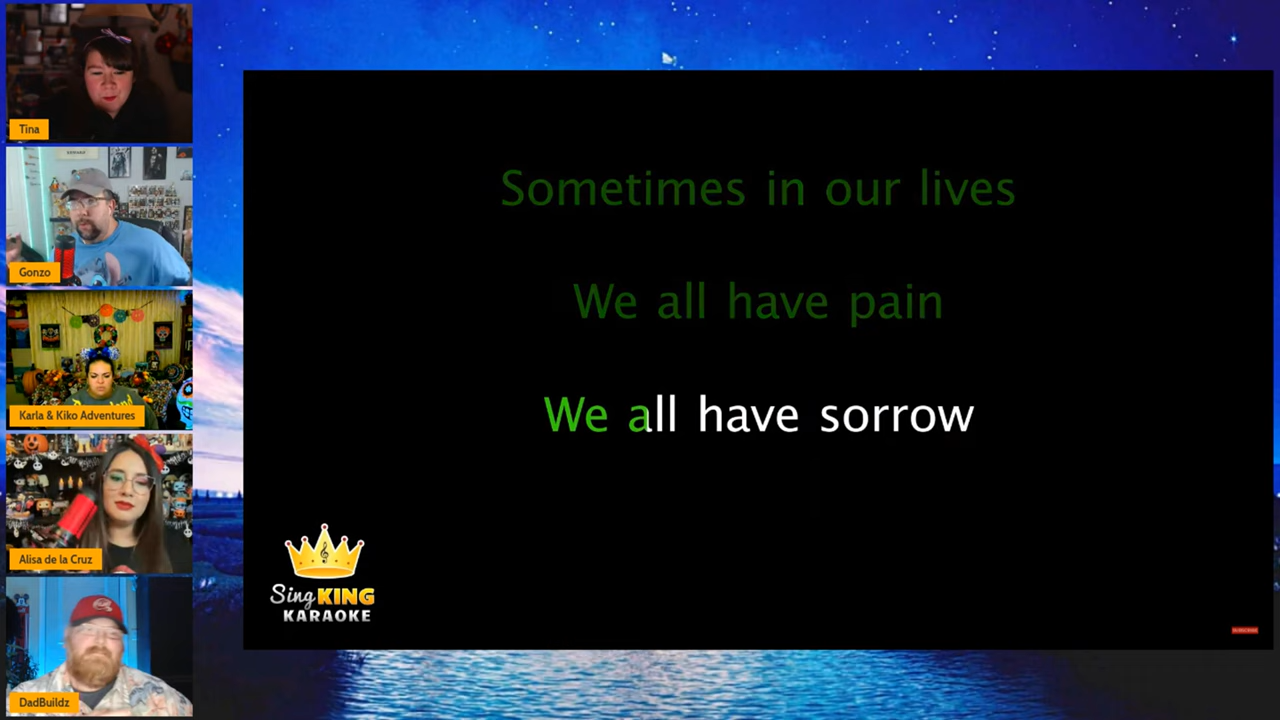 Tina
Gonzo
Karla & Kiko Adventures
Alisa de la Cruz
DadBuildz
Sometimes in our lives
We all have pain
We all have sorrow
Sing KING
KARAOKE